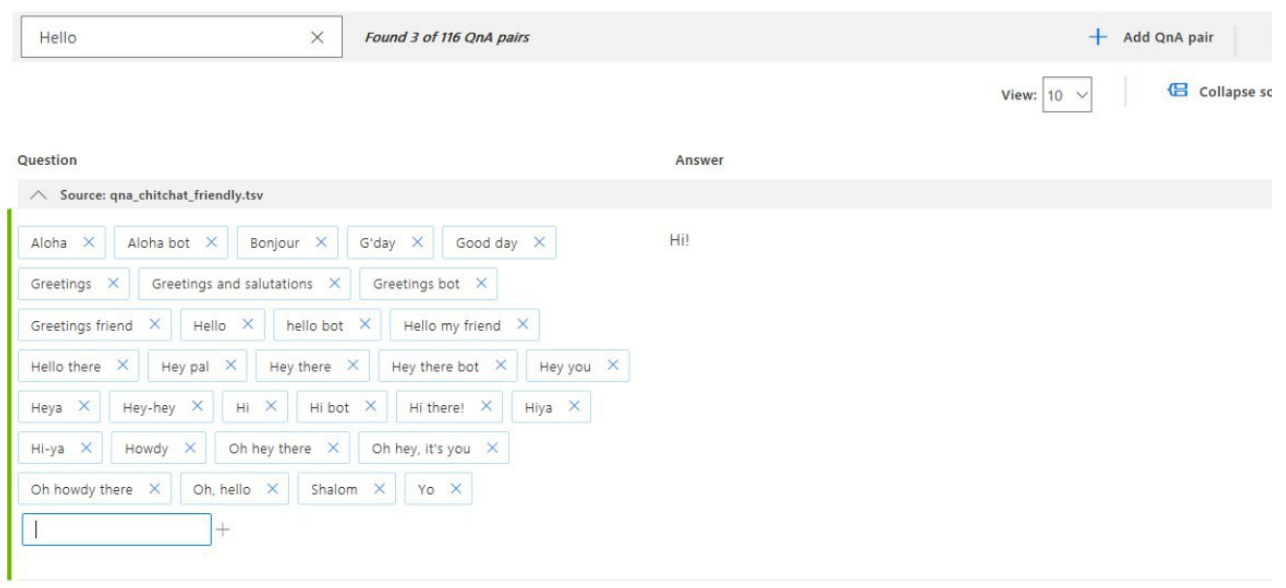 Hello
Found 3 of 116 QnA pairs
Add QnA pair
View: 10
Collapse
Question Answer
Source: qna_chitchat_friendly.tsv
Aloha Aloha bot Bonjour G'day Good day Hi!
Greetings Greetings and salutations Greetings bot
Greetings friend Hello hello bot Hello my friend
Hello there Hey pal Hey there Hey there bot Hey you
Heya Hey-hey Hi Hi bot Hi there! Hiya
Hi-ya Howdy Oh hey there Oh hey, it's you
Oh howdy there Oh, hello Shalom Yo